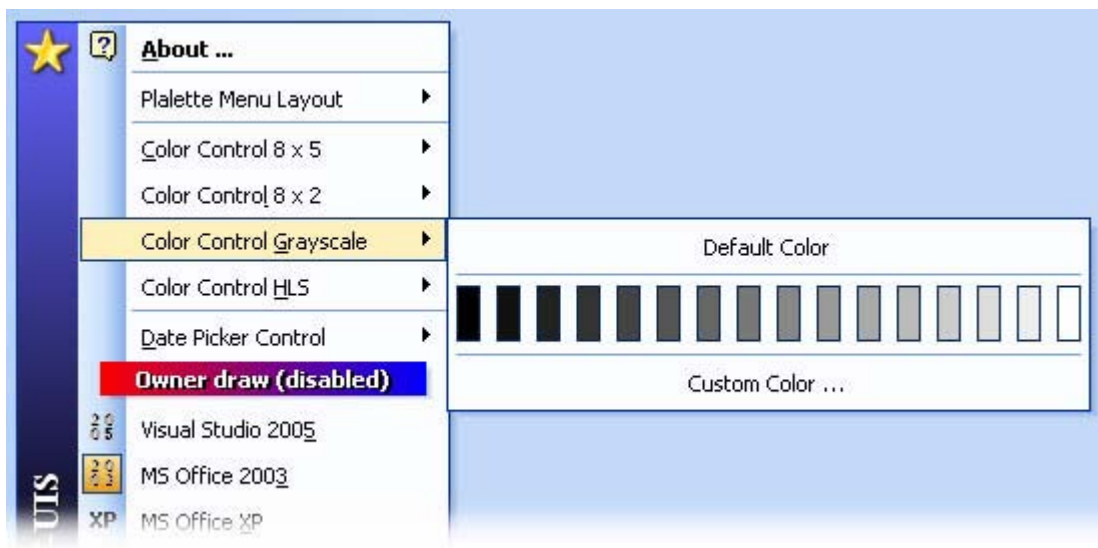 About ...
Plalette Menu Layout
Color Control 8 x 5
Color Control 8 x 2
Color Control Grayscale
Default Color
Custom Color ...
Color Control HLS
Date Picker Control
Owner draw (disabled)
2005 Visual Studio 2005
2003 MS Office 2003
XP MS Office XP